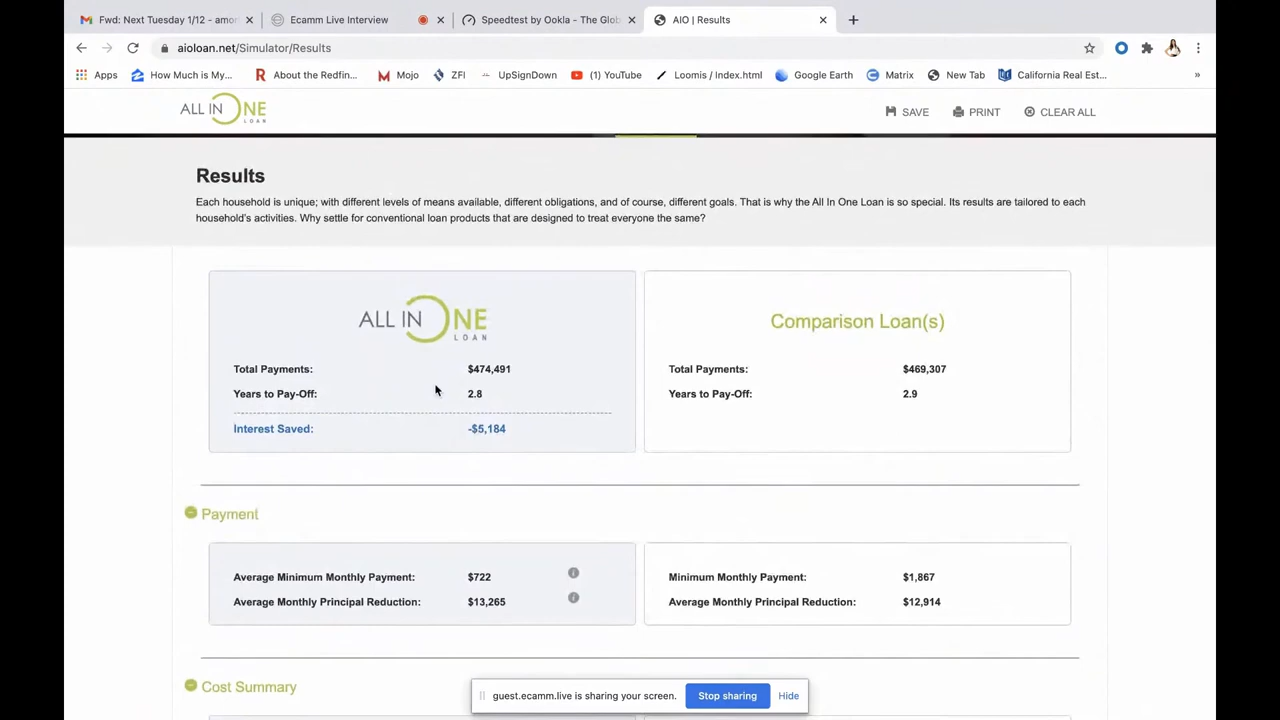 Fwd: Next Tuesday 1/12 - amor
Ecamm Live Interview
Speedtest by Ookla - The Glob
AIO | Results
aioloan.net/Simulator/Results
Apps
How Much is My...
About the Redfin...
Mojo
ZFI
UpSignDown
(1) YouTube
Loomis / Index.html
Google Earth
Matrix
New Tab
California Real Est...
»
ALL IN ONE
LOAN
SAVE
PRINT
CLEAR ALL
Results
Each household is unique; with different levels of means available, different obligations, and of course, different goals. That is why the All In One Loan is so special. Its results are tailored to each
household's activities. Why settle for conventional loan products that are designed to treat everyone the same?
ALL IN ONE
LOAN
Total Payments: $474,491
Years to Pay-Off: 2.8
Interest Saved: -$5,184
Comparison Loan(s)
Total Payments: $469,307
Years to Pay-Off: 2.9
Payment
Average Minimum Monthly Payment: $722
Average Monthly Principal Reduction: $13,265
Minimum Monthly Payment: $1,867
Average Monthly Principal Reduction: $12,914
Cost Summary
guest.ecamm.live is sharing your screen. Stop sharing Hide